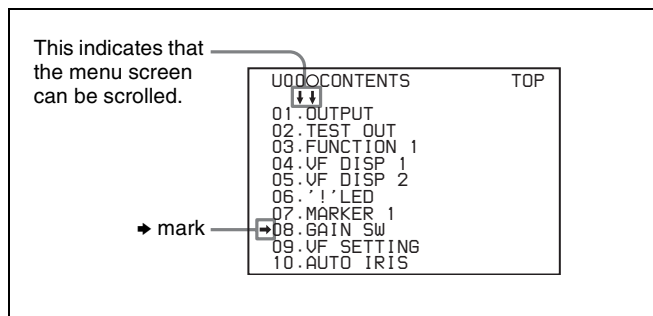 This indicates that
the menu screen
can be scrolled.
U00○CONTENTS TOP
↓↓
01.OUTPUT
02.TEST OUT
03.FUNCTION 1
04.VF DISP 1
05.VF DISP 2
06.'!'LED
07.MARKER 1
➔ mark
➔08.GAIN SW
09.VF SETTING
10.AUTO IRIS